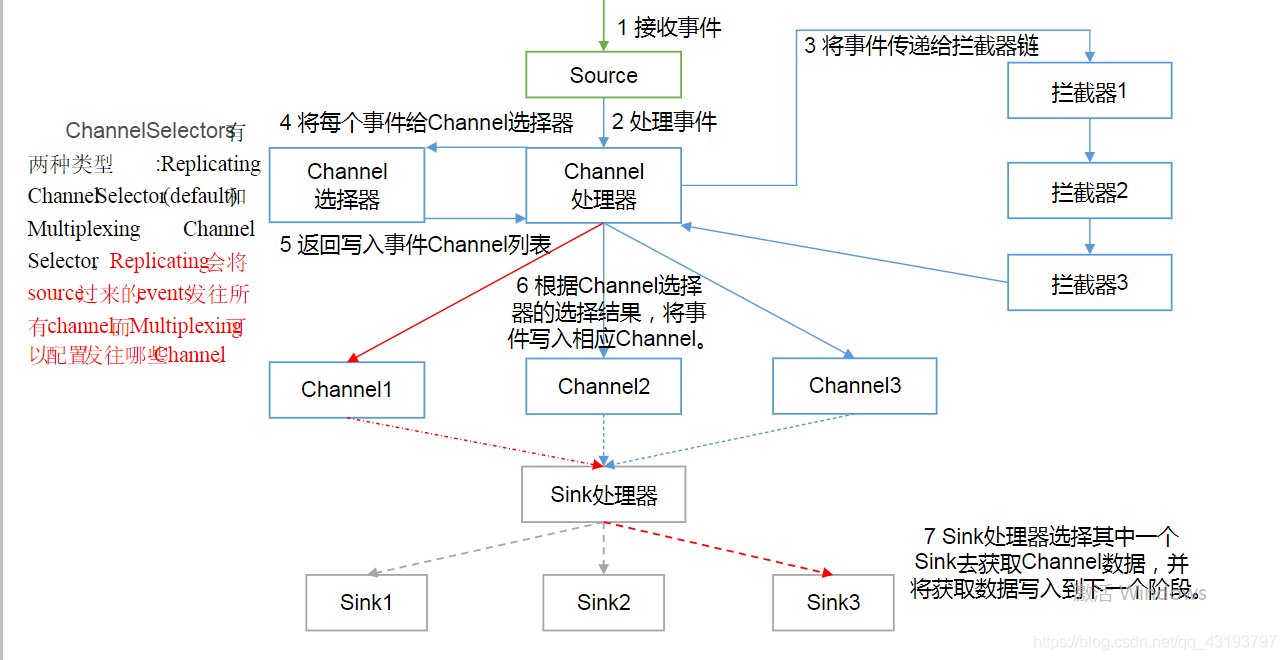 1 接收事件
Source
2 处理事件
3 将事件传递给拦截器链
拦截器1
拦截器2
拦截器3
4 将每个事件给Channel选择器
Channel
选择器
Channel
处理器
5 返回写入事件Channel列表
ChannelSelectors有
两种类型 :Replicating
ChannelSelector(default)和
Multiplexing Channel
Selector。Replicating会将
source过来的events发往所
有channel,而Multiplexing可
以配置发往哪些Channel。
6 根据Channel选择
器的选择结果，将事
件写入相应Channel。
Channel1
Channel2
Channel3
Sink处理器
Sink1
Sink2
Sink3
7 Sink处理器选择其中一个
Sink去获取Channel数据，并
将获取数据写入到下一个阶段。
激活 Windows
https://blog.csdn.net/qq_43193797